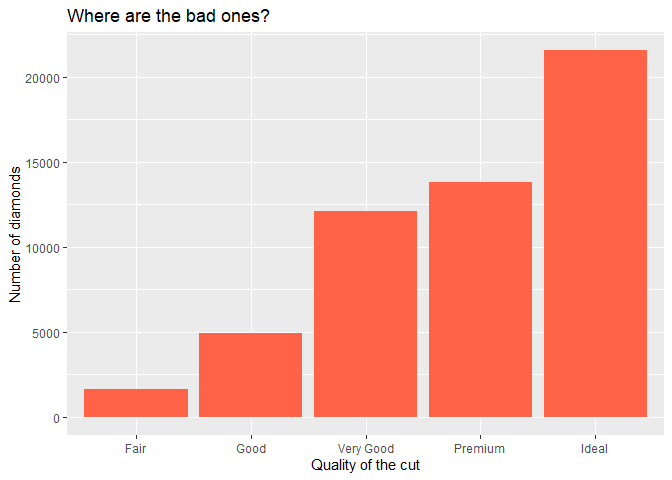 Where are the bad ones?
Number of diamonds
20000
15000
10000
5000
0
Fair
Good
Very Good
Premium
Ideal
Quality of the cut